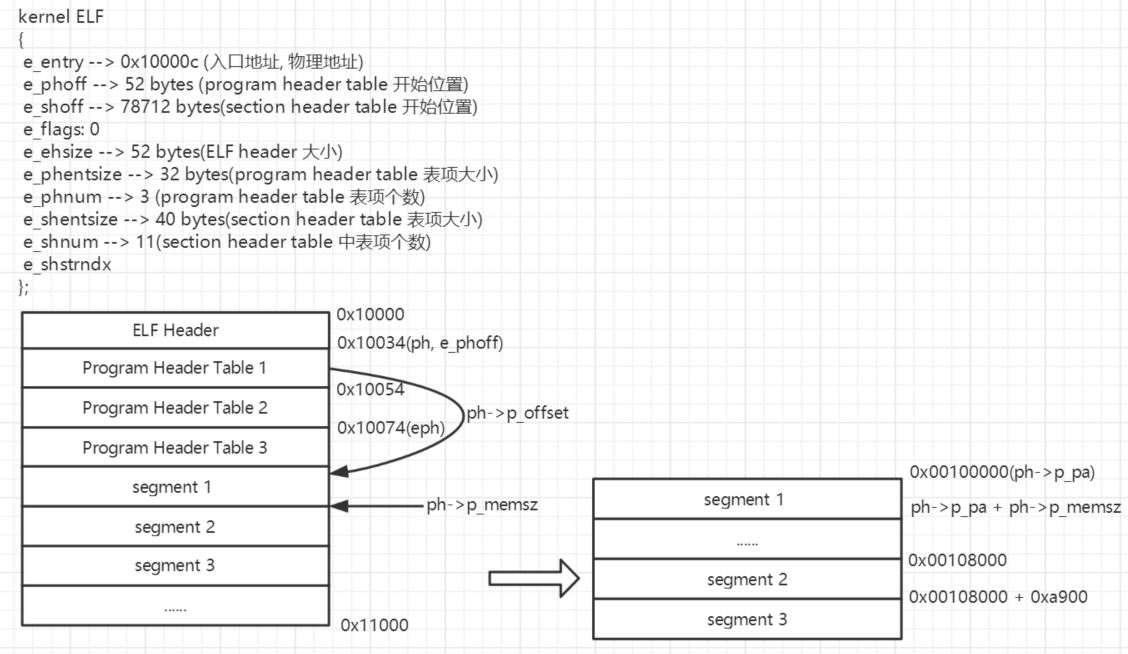 kernel ELF
{
e_entry --> 0x10000c (入口地址, 物理地址)
e_phoff --> 52 bytes (program header table 开始位置)
e_shoff --> 78712 bytes(section header table 开始位置)
e_flags: 0
e_ehsize --> 52 bytes(ELF header 大小)
e_phentsize --> 32 bytes(program header table 表项大小)
e_phnum --> 3 (program header table 表项个数)
e_shentsize --> 40 bytes(section header table 表项大小)
e_shnum --> 11(section header table 中表项个数)
e_shstrndx
};
0x10000
ELF Header
0x10034(ph, e_phoff)
Program Header Table 1
0x10054
Program Header Table 2
ph->p_offset
0x10074(eph)
Program Header Table 3
segment 1
ph->p_memsz
segment 2
segment 3
......
0x11000
0x00100000(ph->p_pa)
segment 1
ph->p_pa + ph->p_memsz
......
0x00108000
segment 2
0x00108000 + 0xa900
segment 3